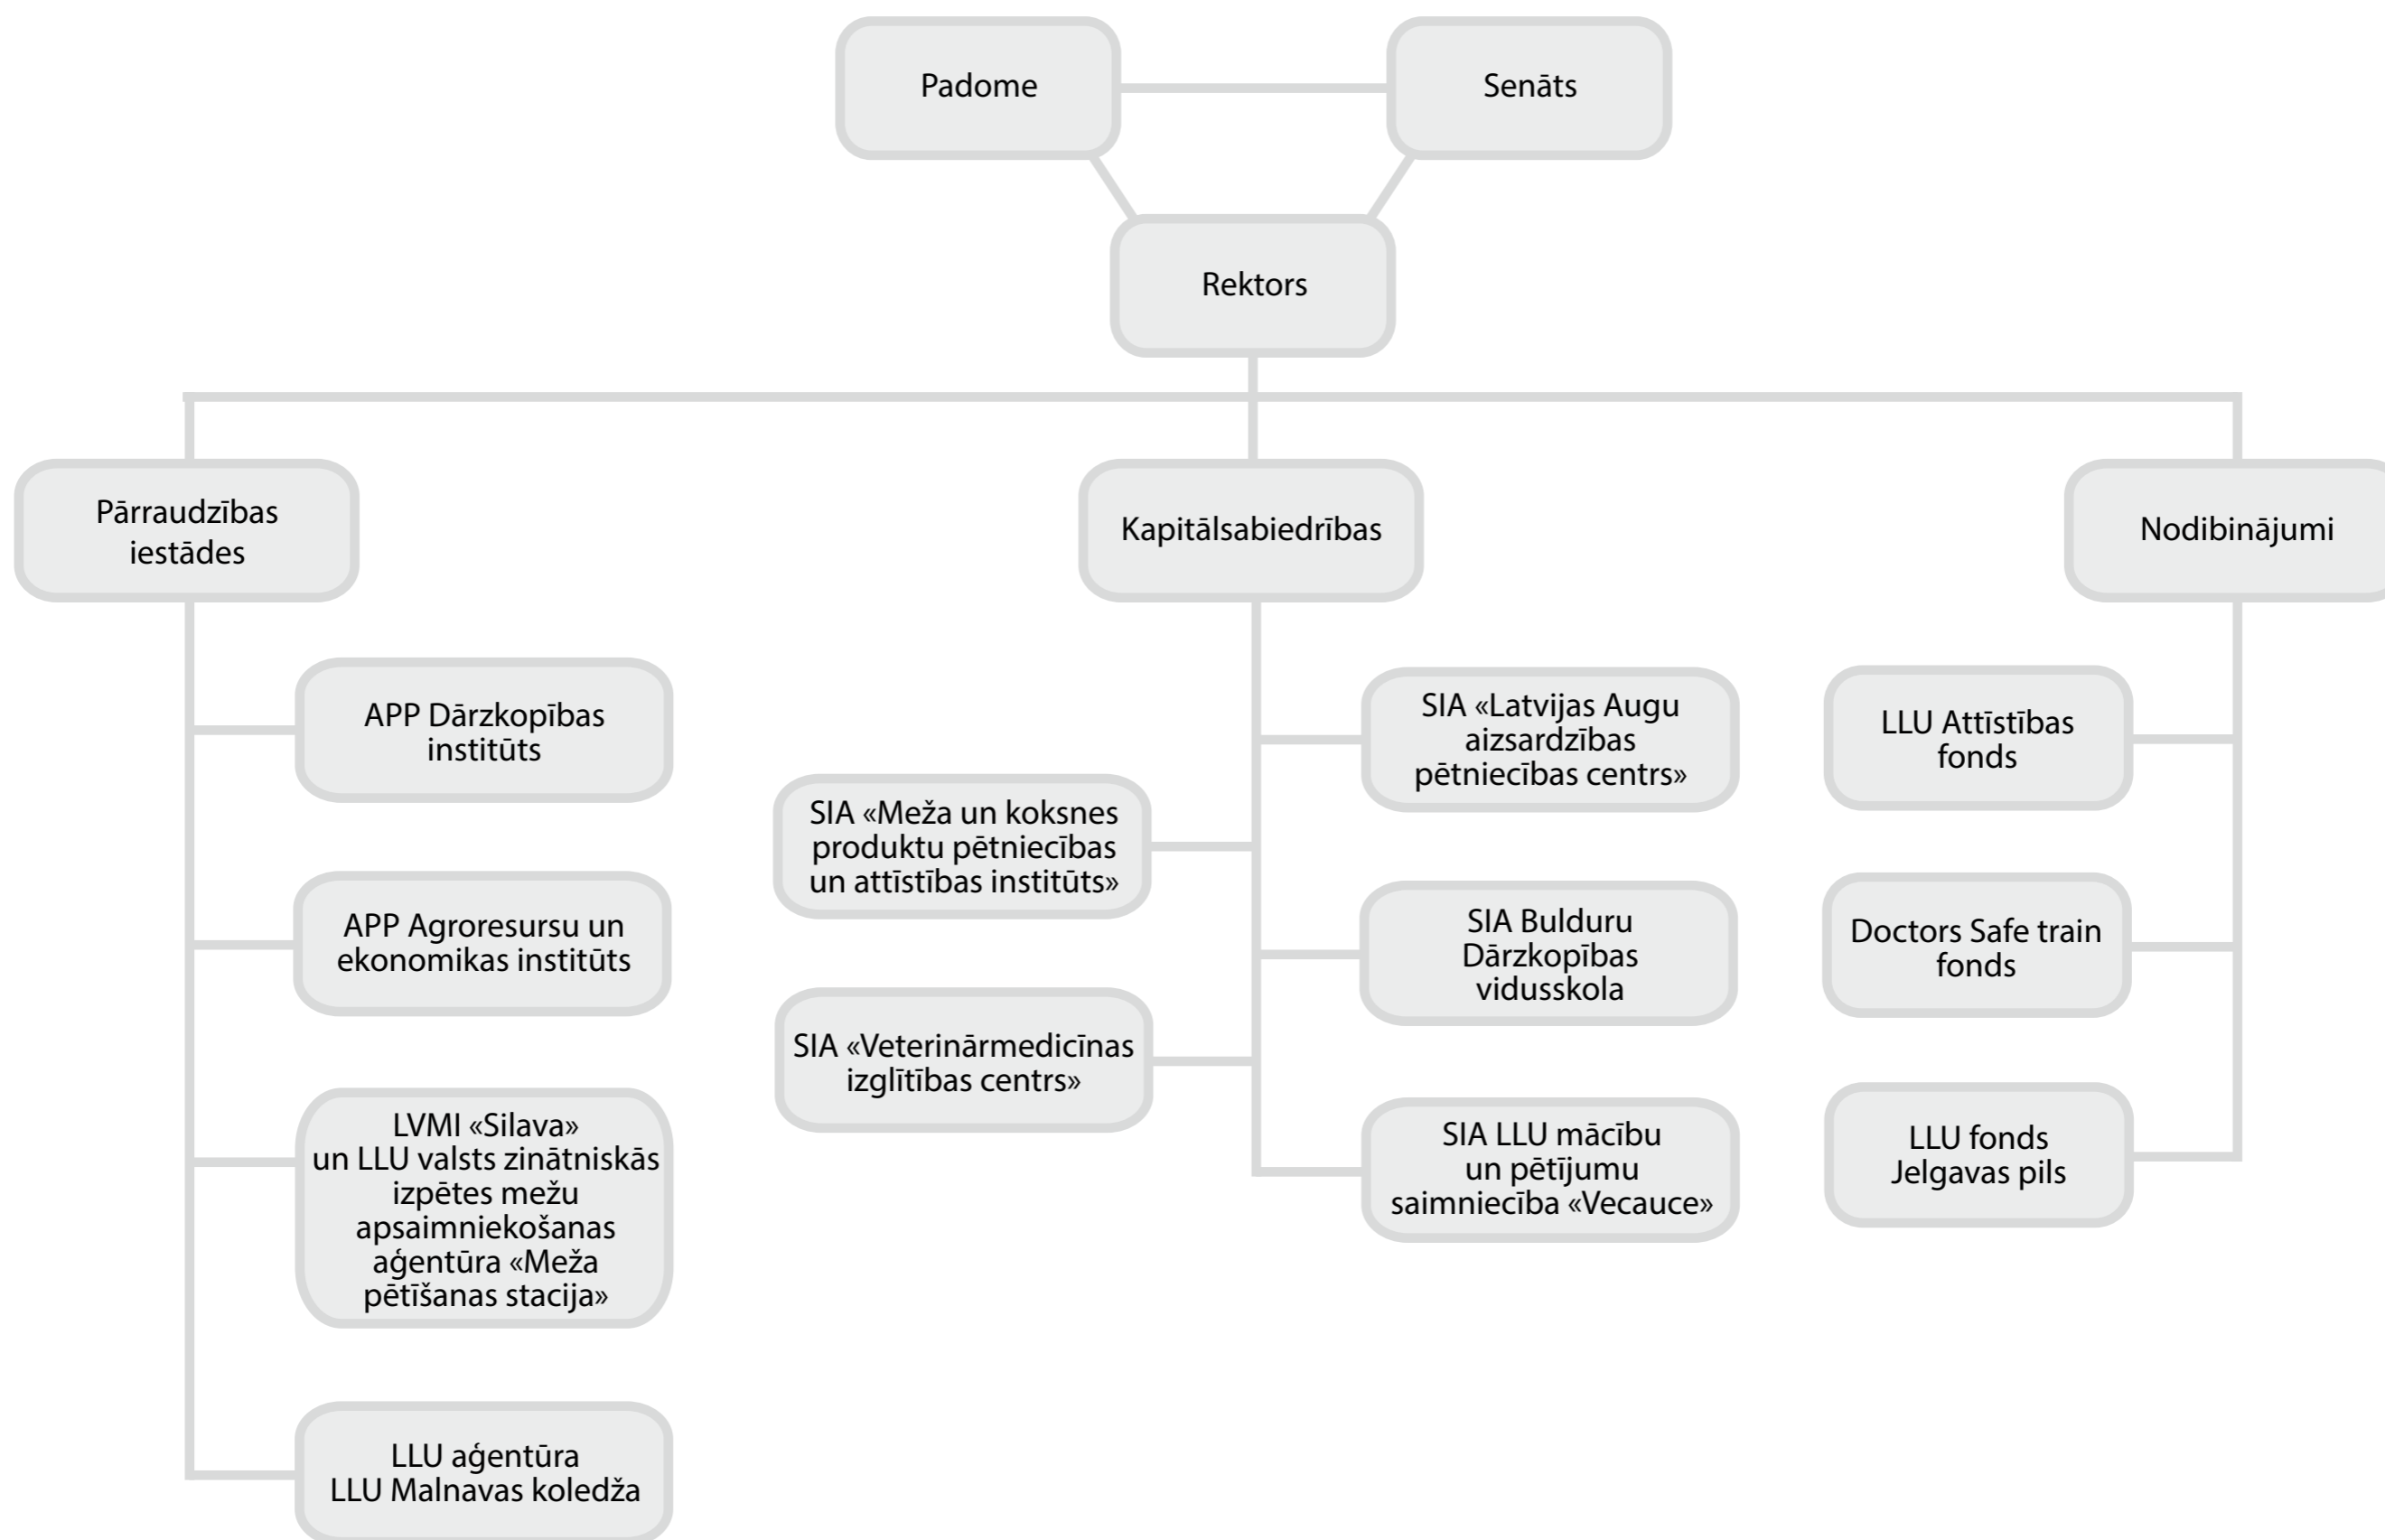 Padome
Senāts
Rektors
Pārraudzības
iestādes
Kapitālsabiedrības
Nodibinājumi
APP Dārzkopības
institūts
APP Agroresursu un
ekonomikas institūts
LVMI «Silava»
un LLU valsts zinātniskās
izpētes mežu
apsaimniekošanas
aģentūra «Meža
pētīšanas stacija»
LLU aģentūra
LLU Malnavas koledža
SIA «Meža un koksnes
produktu pētniecības
un attīstības institūts»
SIA «Veterinārmedicīnas
izglītības centrs»
SIA «Latvijas Augu
aizsardzības
pētniecības centrs»
SIA Bulduru
Dārzkopības
vidusskola
SIA LLU mācību
un pētījumu
saimniecība «Vecauce»
LLU Attīstības
fonds
Doctors Safe train
fonds
LLU fonds
Jelgavas pils